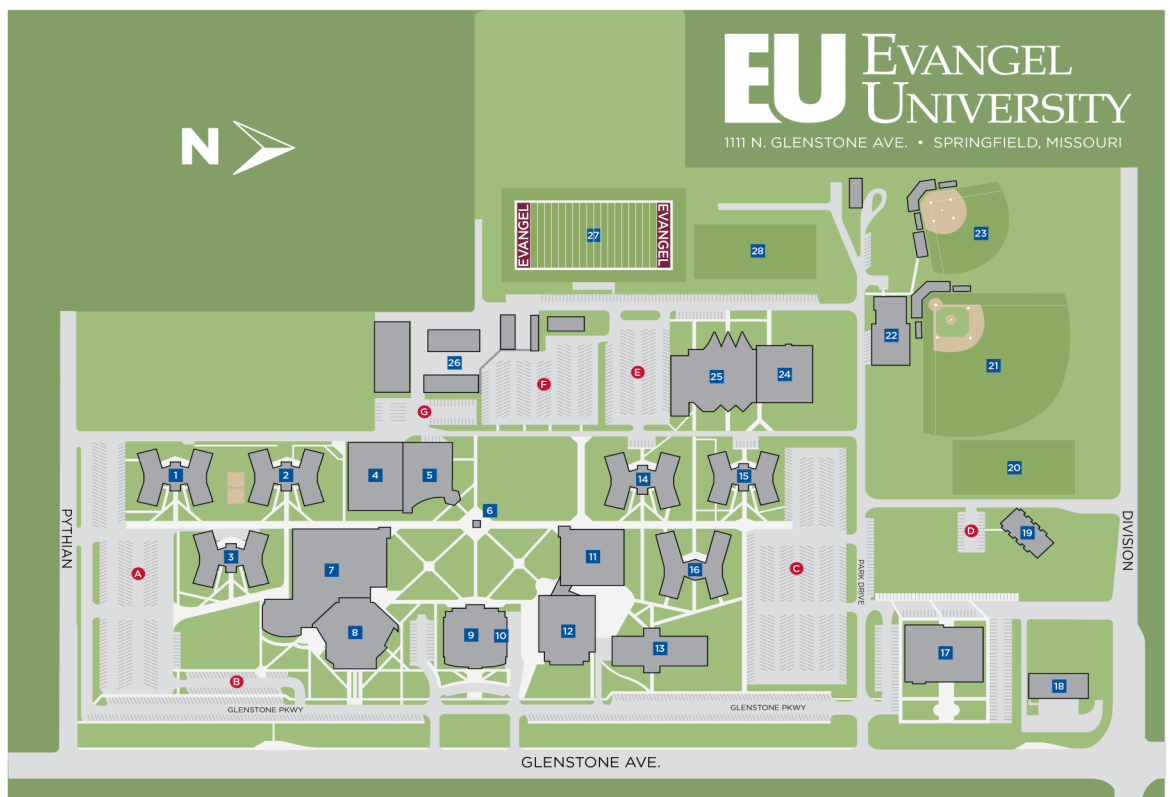 EU EVANGEL
UNIVERSITY
1111 N. GLENSTONE AVE. • SPRINGFIELD, MISSOURI
N
EVANGEL
27
EVANGEL
28
23
22
21
26
25
24
E
F
G
1
2
4
5
14
15
20
6
D
19
PYTHIAN
DIVISION
A
3
7
11
16
C
PARK DRIVE
8
9
10
12
13
17
B
18
GLENSTONE PKWY
GLENSTONE PKWY
GLENSTONE AVE.